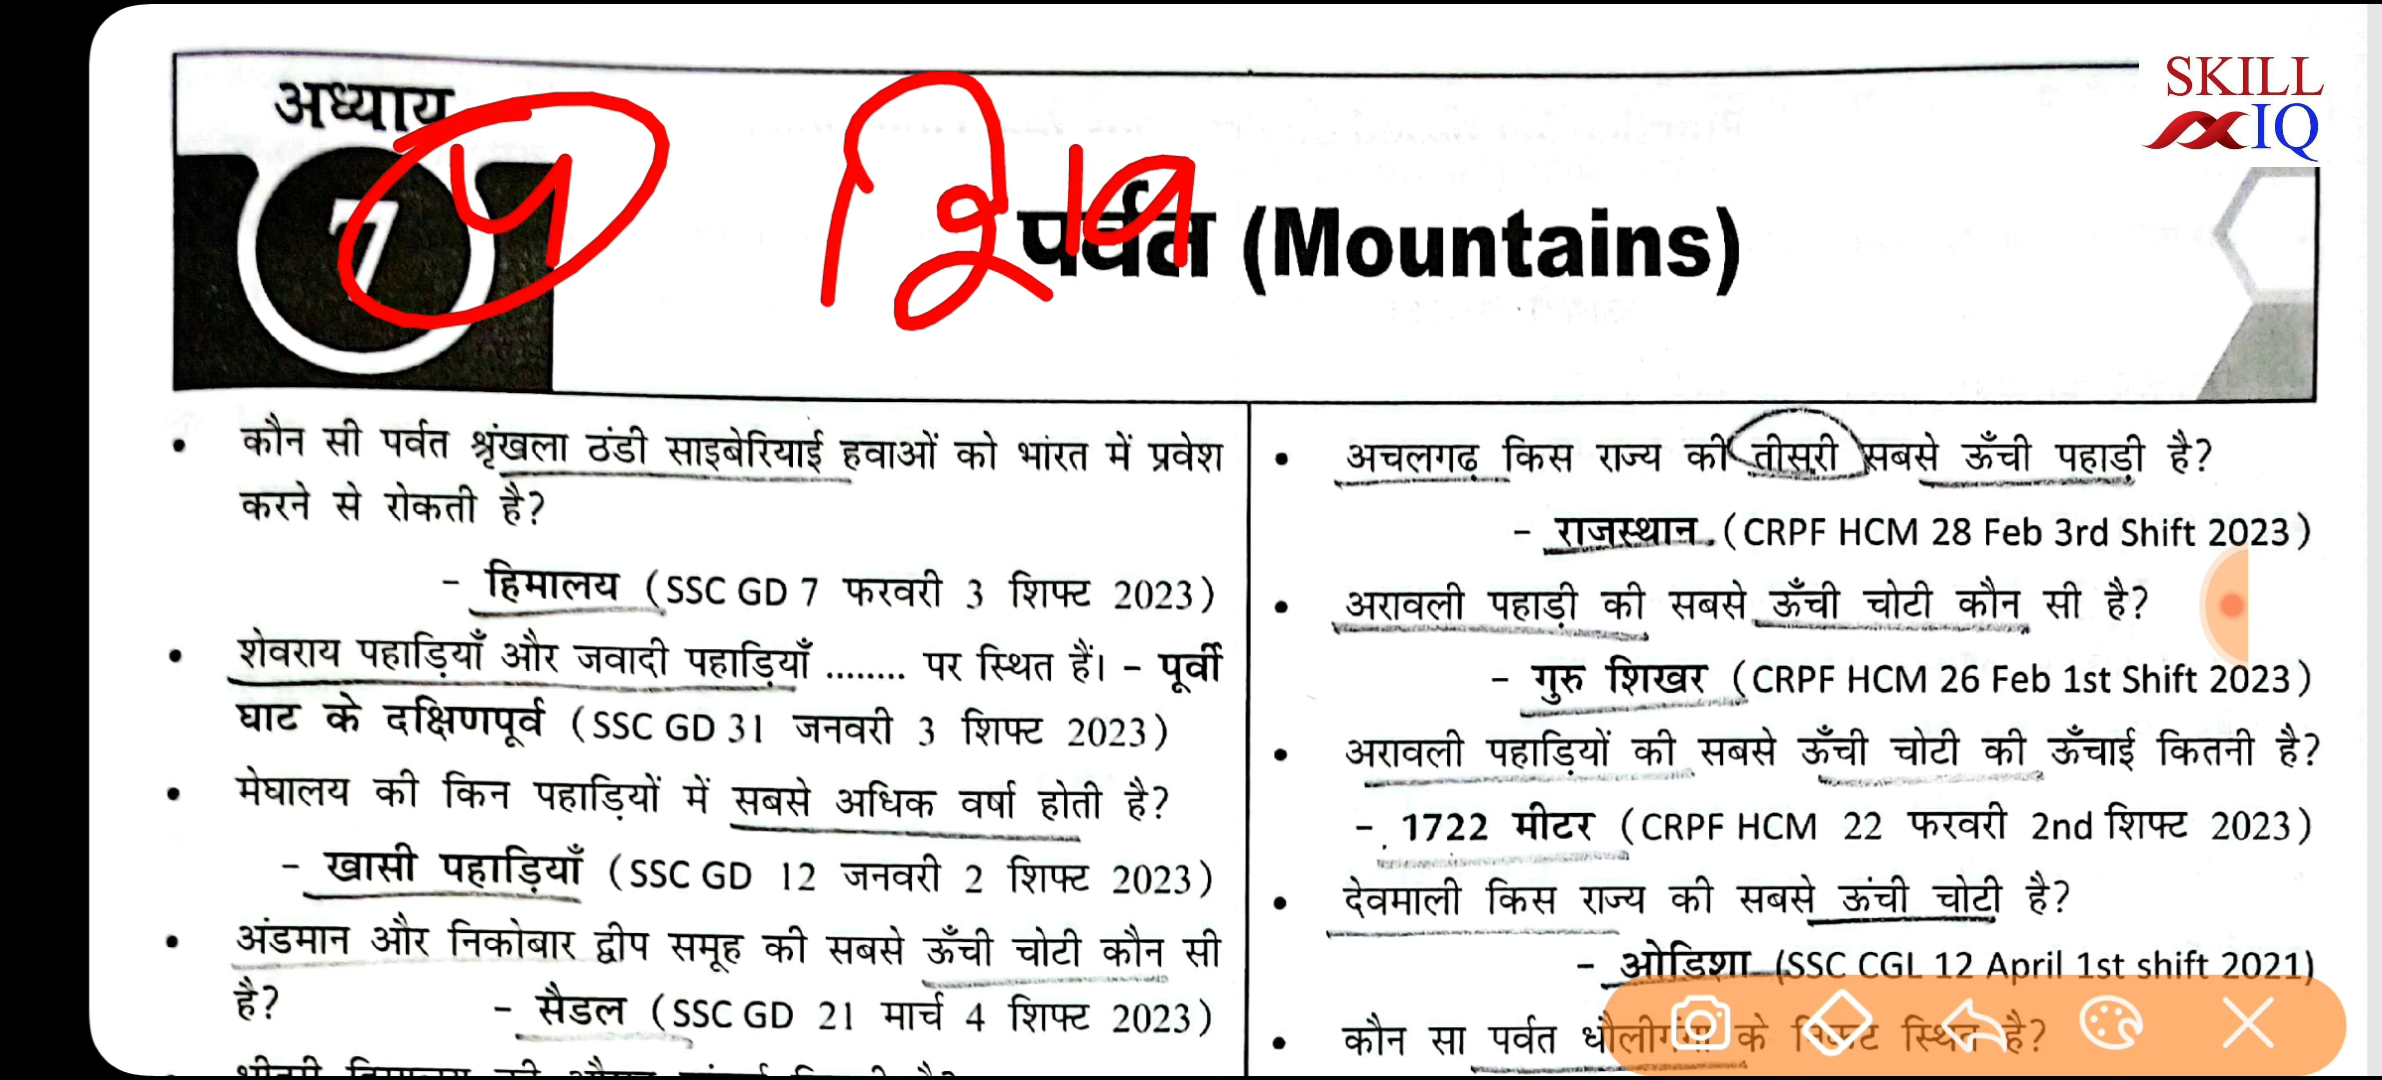 अध्याय
7
पर्वत (Mountains)
SKILL
IQ
• कौन सी पर्वत श्रृंखला ठंडी साइबेरियाई हवाओं को भांरत में प्रवेश
करने से रोकती है?
- हिमालय (SSC GD 7 फरवरी 3 शिफ्ट 2023)
• शेवराय पहाड़ियाँ और जवादी पहाड़ियाँ ........ पर स्थित हैं। - पूर्वी
घाट के दक्षिणपूर्व (SSC GD 31 जनवरी 3 शिफ्ट 2023)
• मेघालय की किन पहाड़ियों में सबसे अधिक वर्षा होती है?
- खासी पहाड़ियाँ (SSC GD 12 जनवरी 2 शिफ्ट 2023)
• अंडमान और निकोबार द्वीप समूह की सबसे ऊँची चोटी कौन सी
है? - सैडल (SSC GD 21 मार्च 4 शिफ्ट 2023)
• अचलगढ़ किस राज्य की तीसरी सबसे ऊँची पहाड़ी है?
- राजस्थान (CRPF HCM 28 Feb 3rd Shift 2023)
• अरावली पहाड़ी की सबसे ऊँची चोटी कौन सी है?
- गुरु शिखर (CRPF HCM 26 Feb 1st Shift 2023)
• अरावली पहाड़ियों की सबसे ऊँची चोटी की ऊँचाई कितनी है?
- 1722 मीटर (CRPF HCM 22 फरवरी 2nd शिफ्ट 2023)
• देवमाली किस राज्य की सबसे ऊंची चोटी है?
- ओडिशा (SSC CGL 12 April 1st shift 2021)
• कौन सा पर्वत धौलीगंगा के निकट स्थित है?